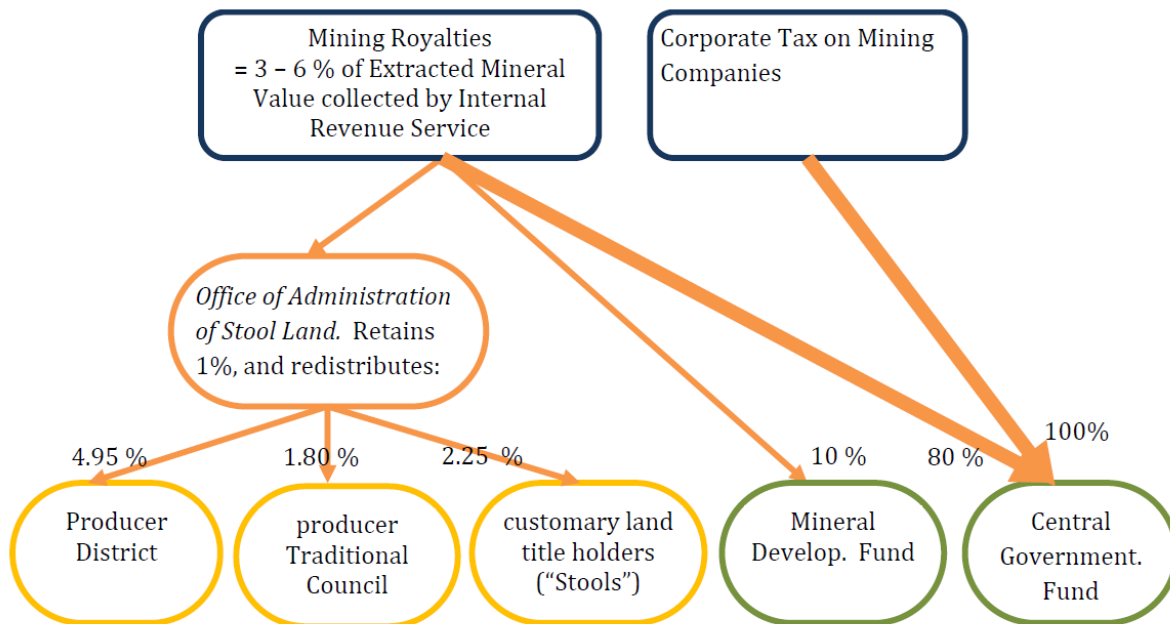 Mining Royalties
= 3 – 6 % of Extracted Mineral
Value collected by Internal
Revenue Service
Corporate Tax on Mining
Companies
Office of Administration
of Stool Land. Retains
1%, and redistributes:
4.95 %
1.80 %
2.25 %
10 %
80 %
100%
Producer
District
producer
Traditional
Council
customary land
title holders
(“Stools”)
Mineral
Develop. Fund
Central
Government.
Fund